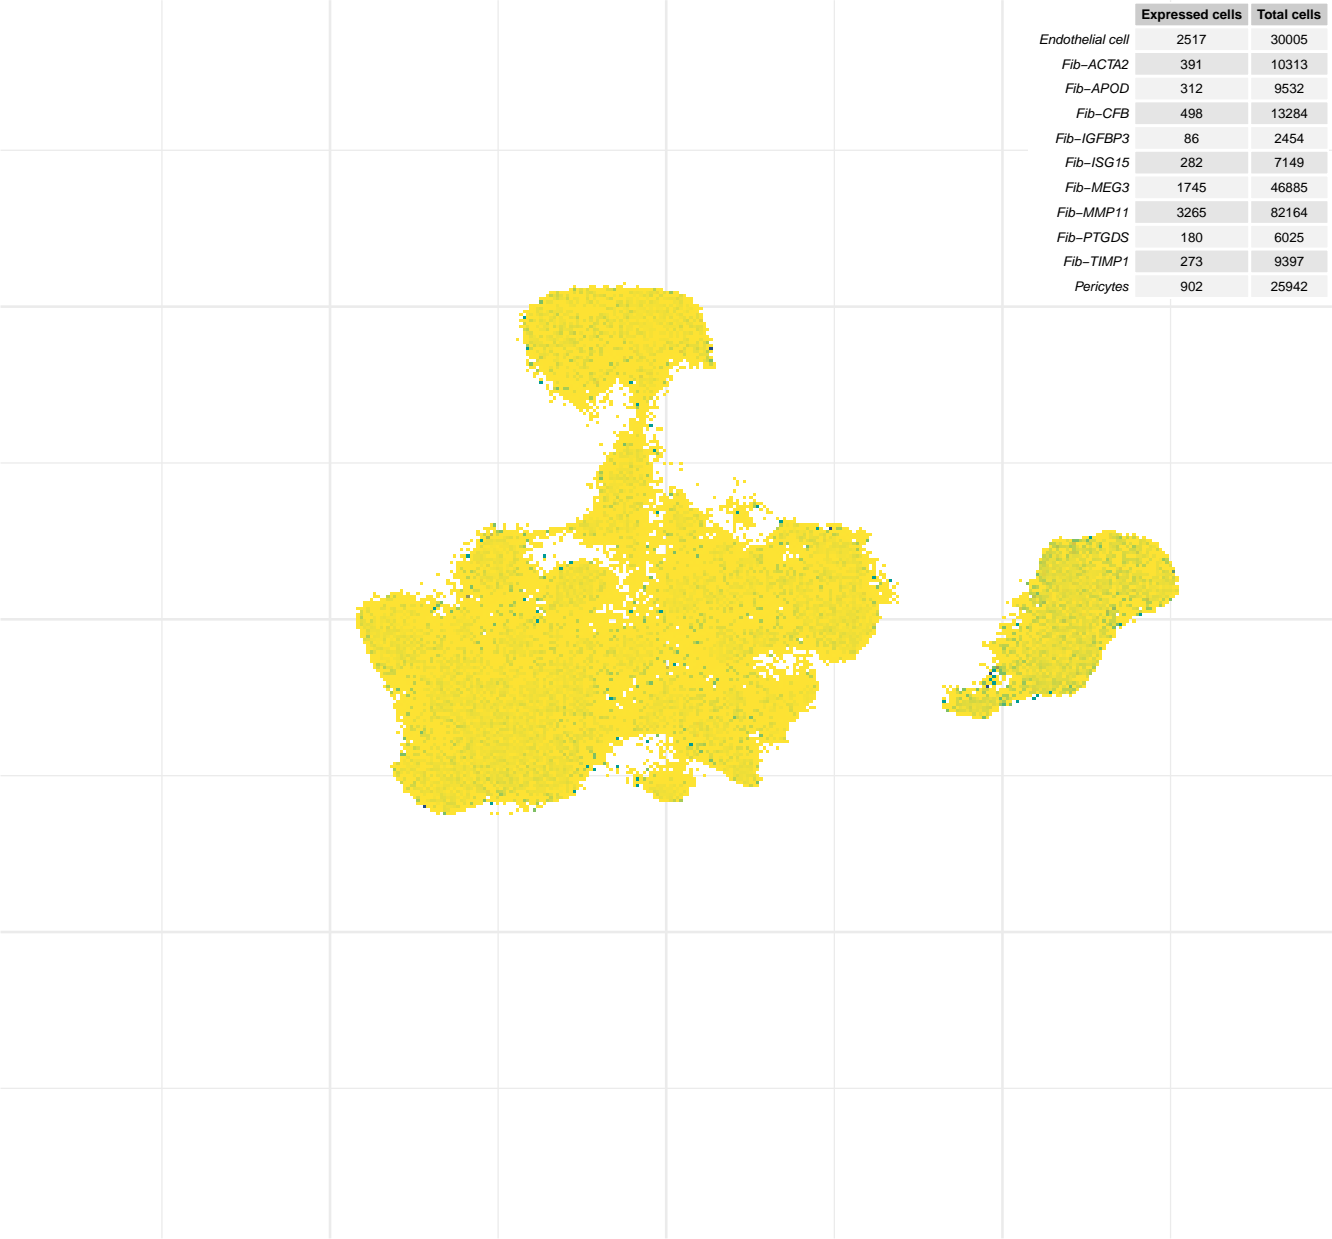 Expressed cells Total cells
Endothelial cell 2517 30005
Fib−ACTA2 391 10313
Fib−APOD 312 9532
Fib−CFB 498 13284
Fib−IGFBP3 86 2454
Fib−ISG15 282 7149
Fib−MEG3 1745 46885
Fib−MMP11 3265 82164
Fib−PTGDS 180 6025
Fib−TIMP1 273 9397
Pericytes 902 25942